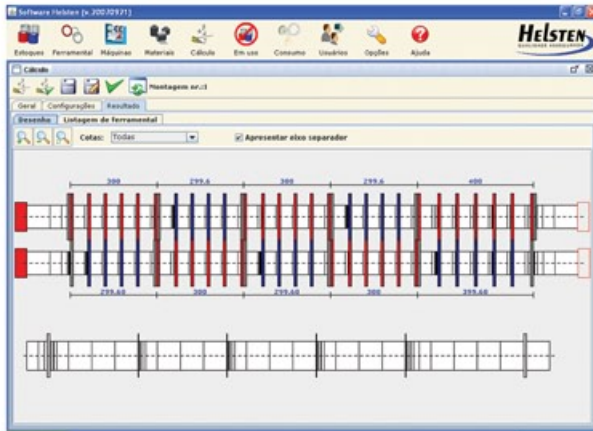 Software Helsten (v.20070921)
Estoques Ferramental Máquinas Materiais Cálculo Em uso Consumo Usuários Opções Ajuda
HELSTEN
Cálculo
Montagem nr.:1
Geral Configurações Resultado
Desenho Listagem de ferramental
Cotas: Todas Apresentar eixo separador
300 299.6 300 299.6 400
299.60 300 299.60 300 399.60